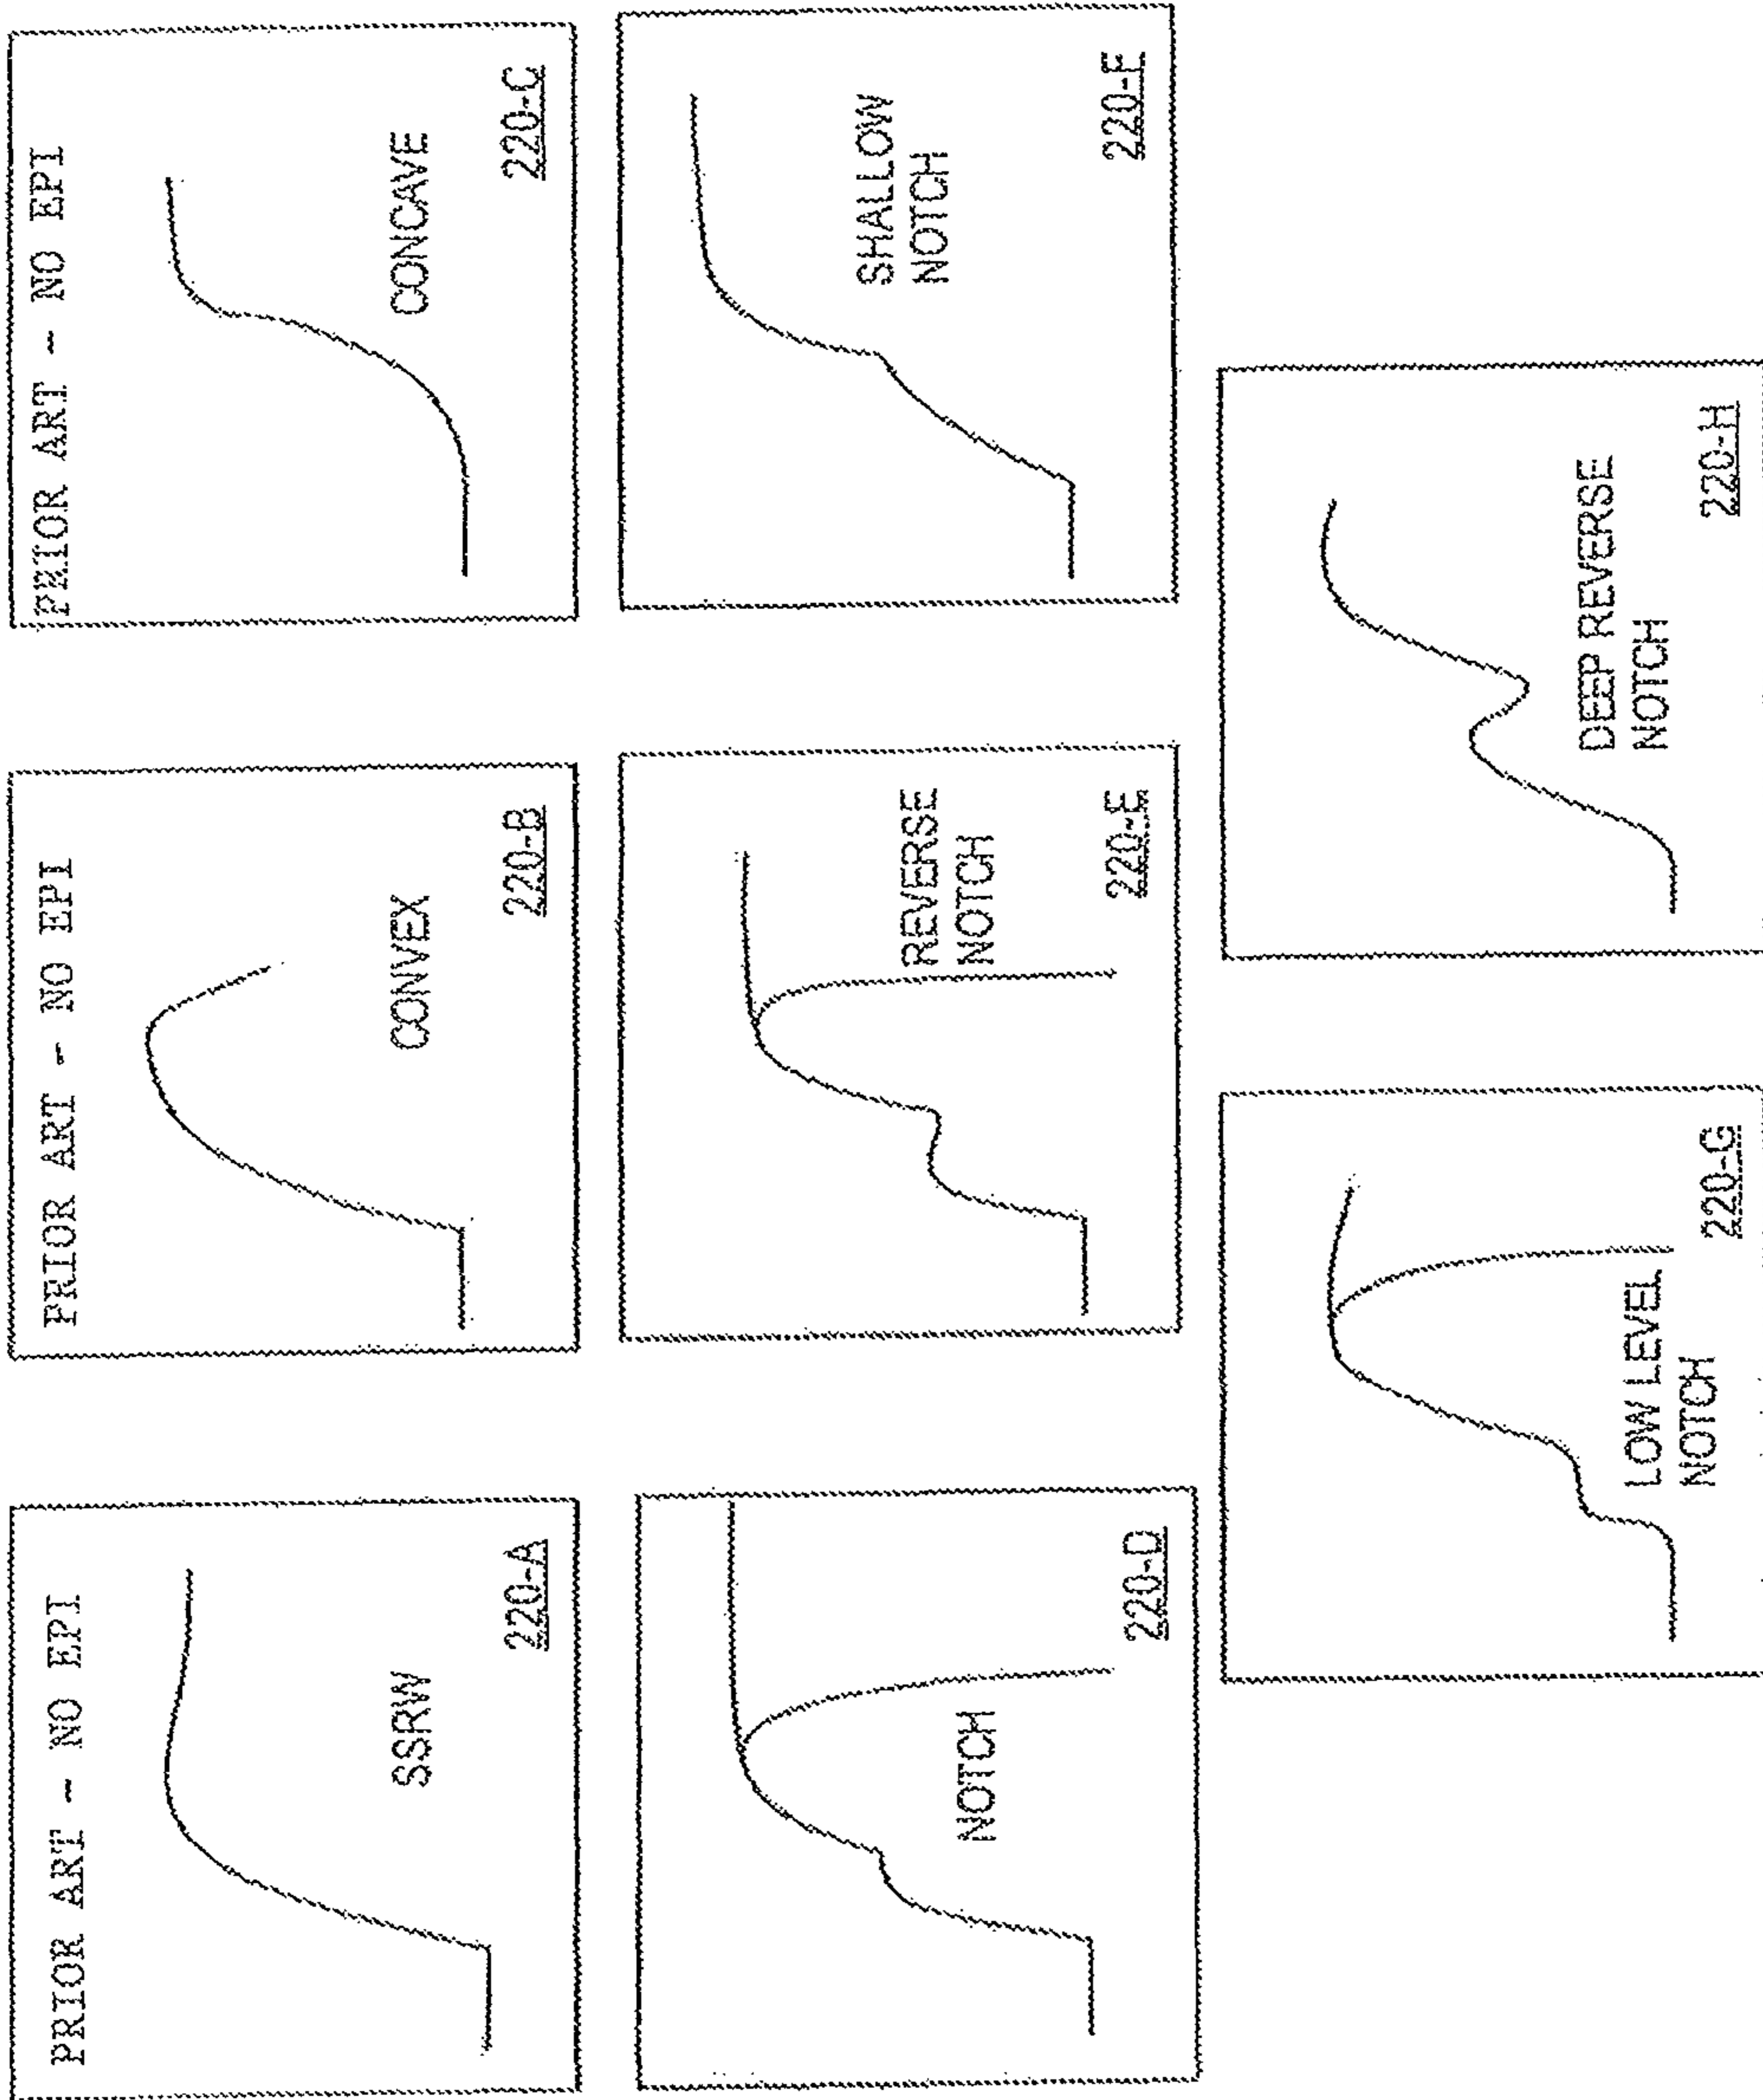 PRIOR ART - NO EPI
SSRW
220-A
PRIOR ART - NO EPI
CONVEX
220-B
PRIOR ART - NO EPI
CONCAVE
220-C
NOTCH
220-D
REVERSE
NOTCH
220-E
SHALLOW
NOTCH
220-F
LOW LEVEL
NOTCH
220-G
DEEP REVERSE
NOTCH
220-H